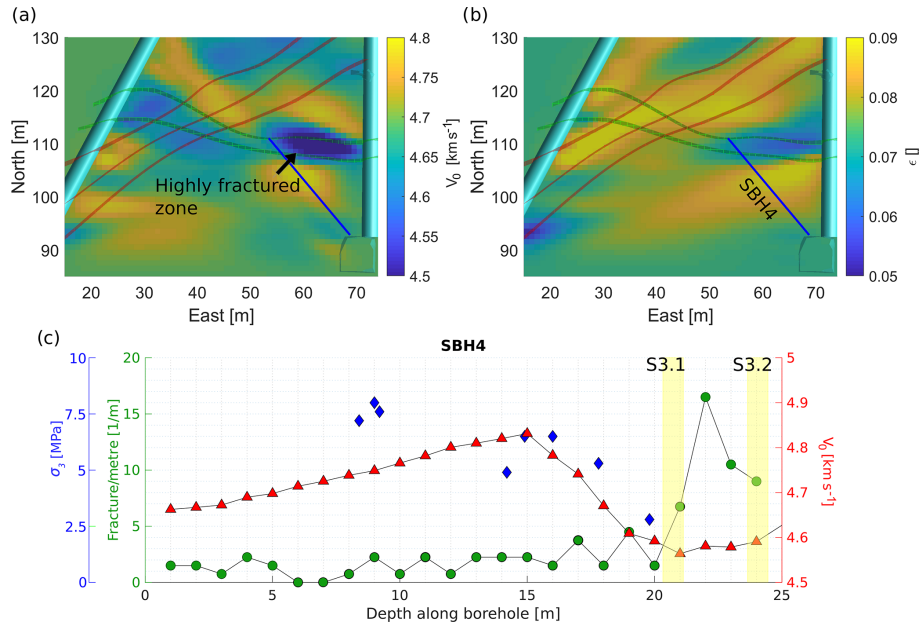 (a)
130
120
110
100
90
North [m]
20 30 40 50 60 70
East [m]
Highly fractured
zone
4.8
4.75
4.7
4.65
4.6
4.55
4.5
V₀ [km s⁻¹]
(b)
130
120
110
100
90
North [m]
20 30 40 50 60 70
East [m]
SBH4
0.09
0.08
0.07
0.06
0.05
ϵ []
(c)
SBH4
S3.1
S3.2
10
7.5
5
2.5
0
σ₃ [MPa]
20
15
10
5
0
Fracture/metre [1/m]
5
4.9
4.8
4.7
4.6
4.5
V₀ [km s⁻¹]
0 5 10 15 20 25
Depth along borehole [m]